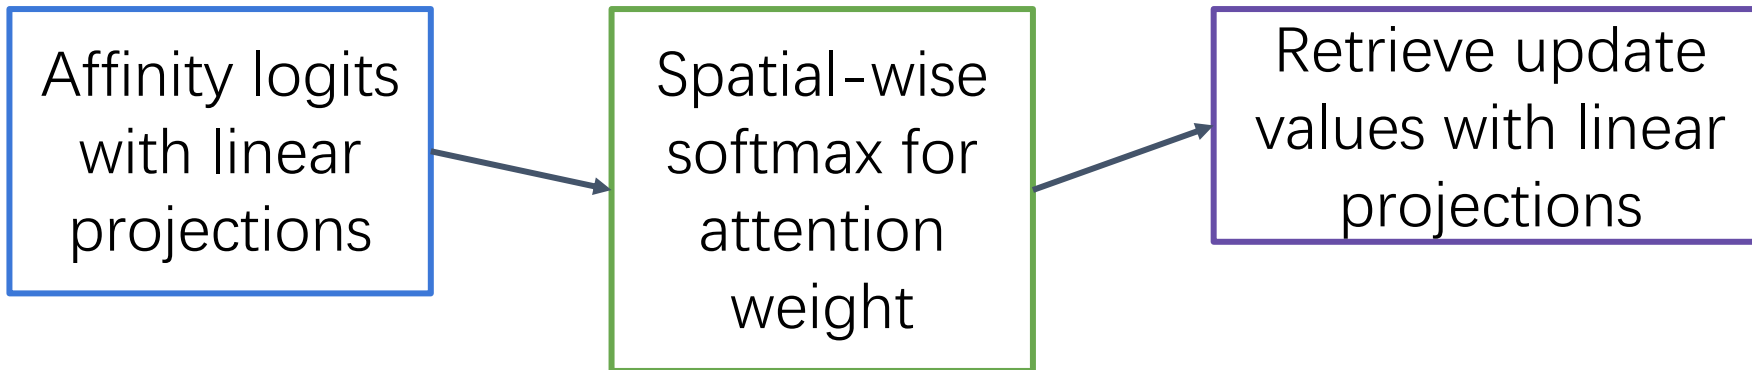 Affinity logits
with linear
projections
Spatial-wise
softmax for
attention
weight
Retrieve update
values with linear
projections